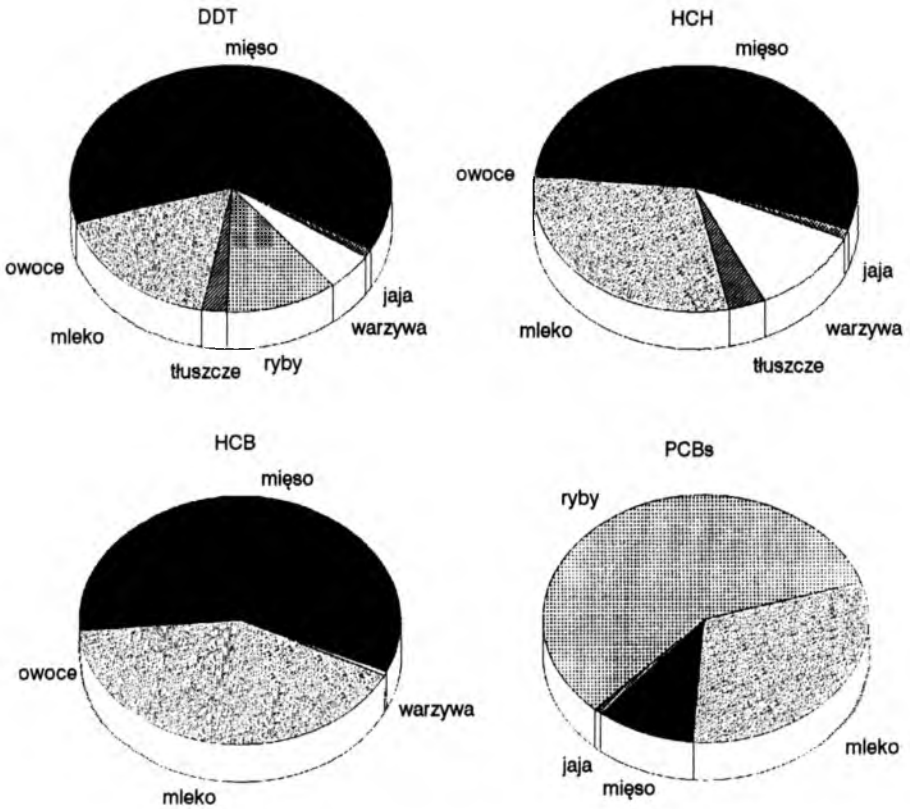 DDT
mięso
owoce
mleko
tłuszcze
ryby
warzywa
jaja
HCH
mięso
owoce
mleko
tłuszcze
warzywa
jaja
HCB
mięso
owoce
mleko
warzywa
PCBs
ryby
jaja
mięso
mleko